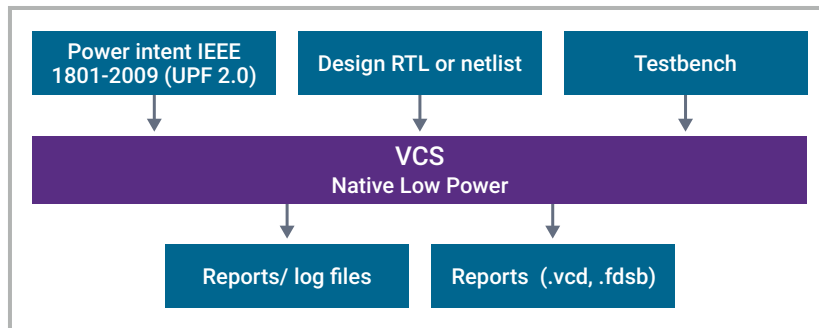 Power intent IEEE
1801-2009 (UPF 2.0)
Design RTL or netlist
Testbench
VCS
Native Low Power
Reports/ log files
Reports (.vcd, .fdsb)